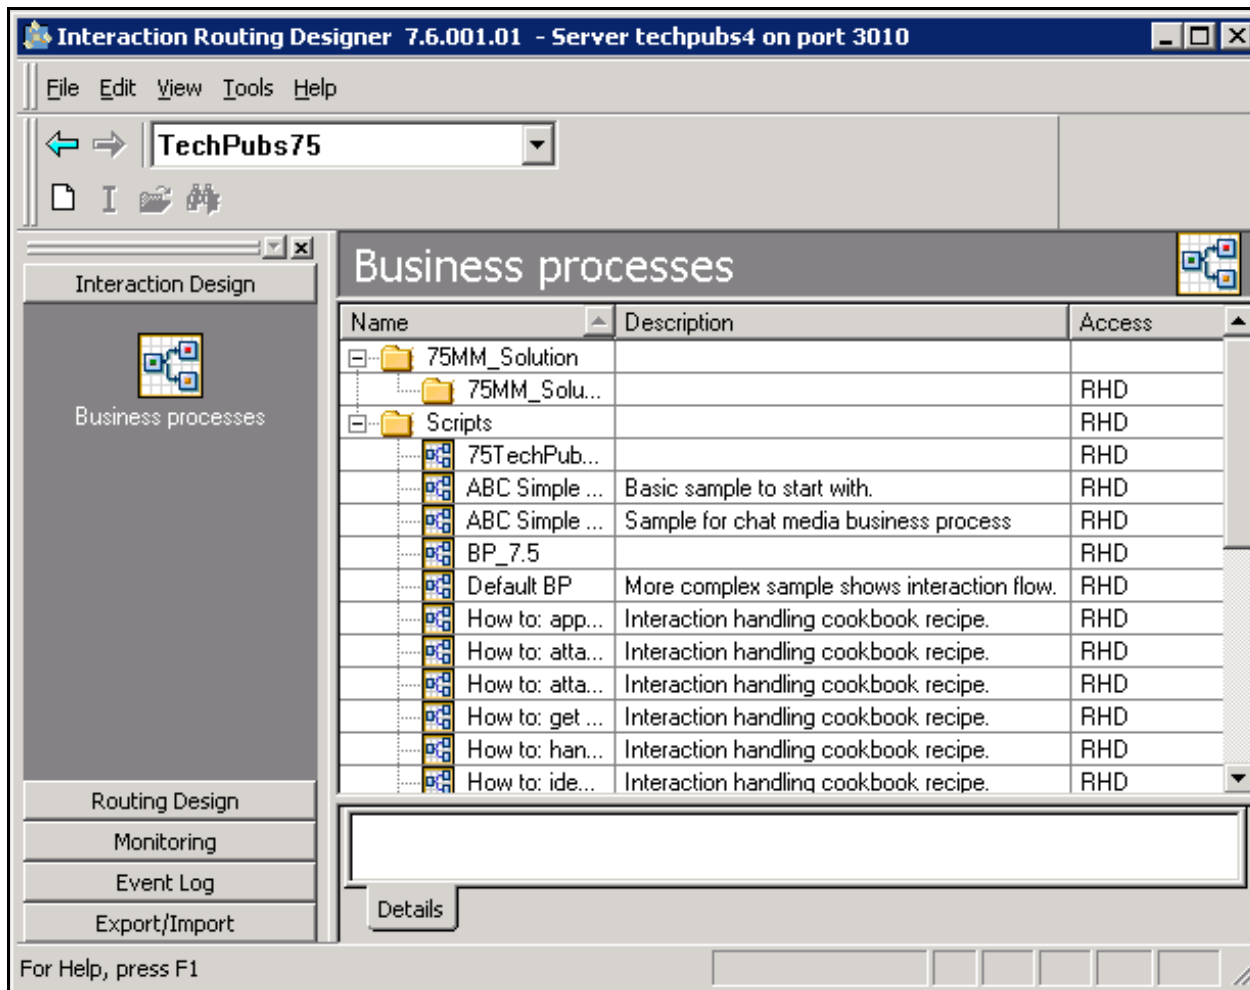 Interaction Routing Designer 7.6.001.01 - Server techpubs4 on port 3010
File Edit View Tools Help
TechPubs75
Interaction Design
Business processes
Routing Design
Monitoring
Event Log
Export/Import
Business processes
Name Description Access
75MM_Solution
75MM_Solu... RHD
Scripts RHD
75TechPub... RHD
ABC Simple ... Basic sample to start with. RHD
ABC Simple ... Sample for chat media business process RHD
BP_7.5 RHD
Default BP More complex sample shows interaction flow. RHD
How to: app... Interaction handling cookbook recipe. RHD
How to: atta... Interaction handling cookbook recipe. RHD
How to: atta... Interaction handling cookbook recipe. RHD
How to: get ... Interaction handling cookbook recipe. RHD
How to: han... Interaction handling cookbook recipe. RHD
How to: ide... Interaction handling cookbook recipe. RHD
Details
For Help, press F1